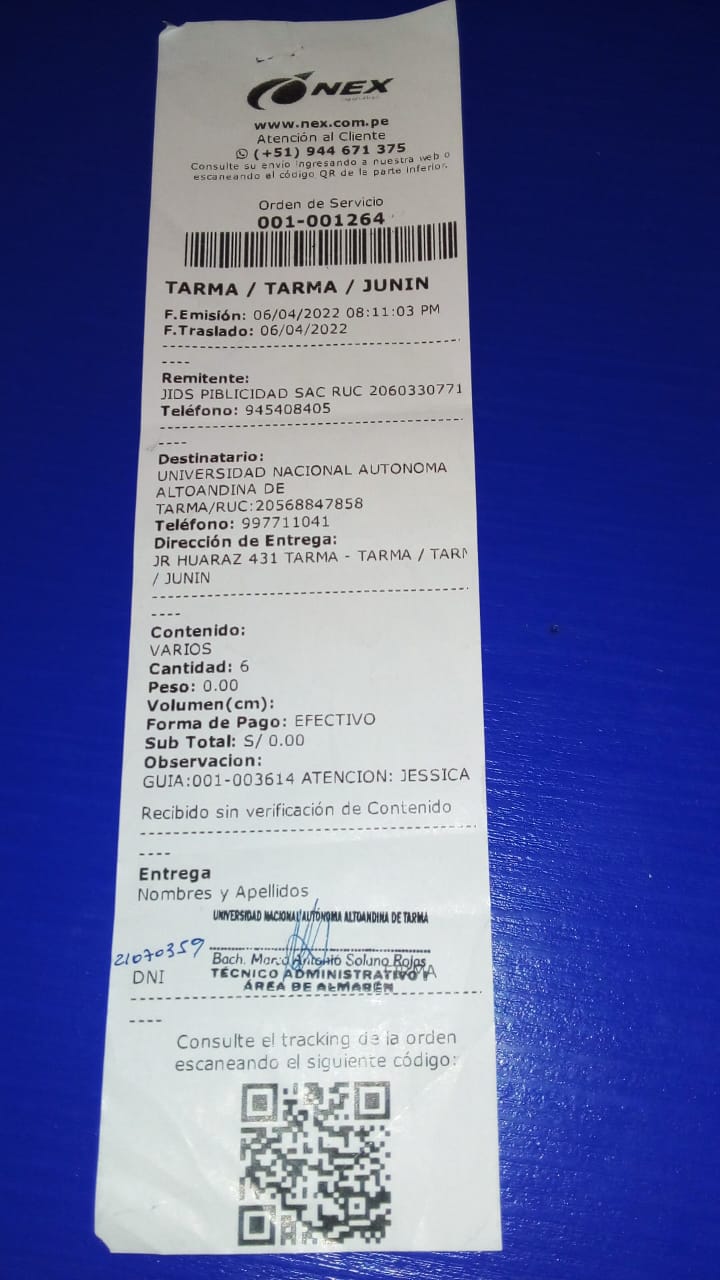 NEX
www.nex.com.pe
Atención al Cliente
(+51) 944 671 375
Consulte su envío ingresando a nuestra web o
escaneando el código QR de la parte inferior.
Orden de Servicio
001-001264
TARMA / TARMA / JUNIN
F.Emisión: 06/04/2022 08:11:03 PM
F.Traslado: 06/04/2022
----
Remitente:
JIDS PIBLICIDAD SAC RUC 2060330771
Teléfono: 945408405
----
Destinatario:
UNIVERSIDAD NACIONAL AUTONOMA
ALTOANDINA DE
TARMA/RUC:20568847858
Teléfono: 997711041
Dirección de Entrega:
JR HUARAZ 431 TARMA - TARMA / TARM
/ JUNIN
----
Contenido:
VARIOS
Cantidad: 6
Peso: 0.00
Volumen(cm):
Forma de Pago: EFECTIVO
Sub Total: S/ 0.00
Observacion:
GUIA:001-003614 ATENCION: JESSICA
Recibido sin verificación de Contenido
----
Entrega
Nombres y Apellidos
UNIVERSIDAD NACIONAL AUTÓNOMA ALTOANDINA DE TARMA
21070359
Bach. Marco Antonio Solano Rojas
DNI
TÉCNICO ADMINISTRATIVO I
ÁREA DE ALMACÉN
----
Consulte el tracking de la orden
escaneando el siguiente código: